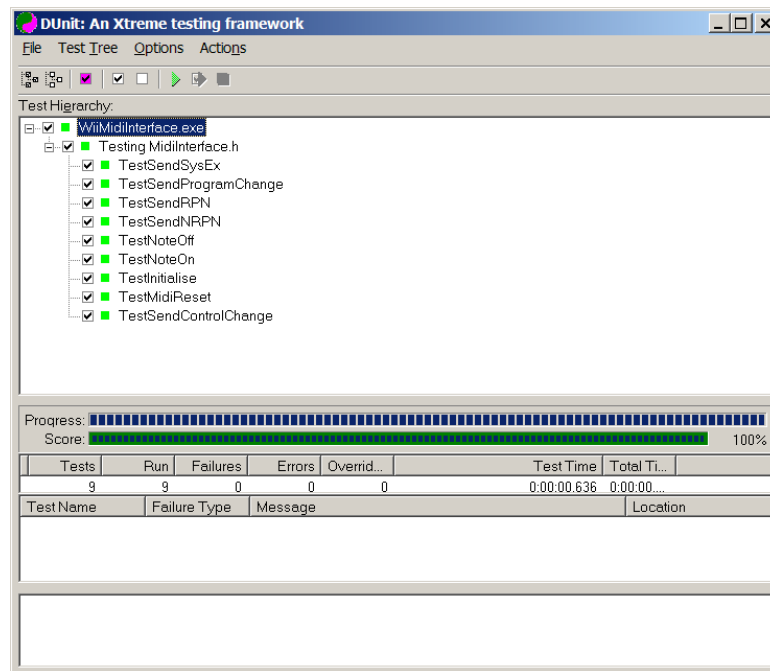 DUnit: An Xtreme testing framework
File Test Tree Options Actions
Test Hierarchy:
WiiMidiInterface.exe
Testing MidiInterface.h
TestSendSysEx
TestSendProgramChange
TestSendRPN
TestSendNRPN
TestNoteOff
TestNoteOn
TestInitialise
TestMidiReset
TestSendControlChange
Progress:
Score: 100%
Tests Run Failures Errors Overrid... Test Time Total Ti...
9 9 0 0 0 0:00:00.636 0:00:00....
Test Name Failure Type Message Location